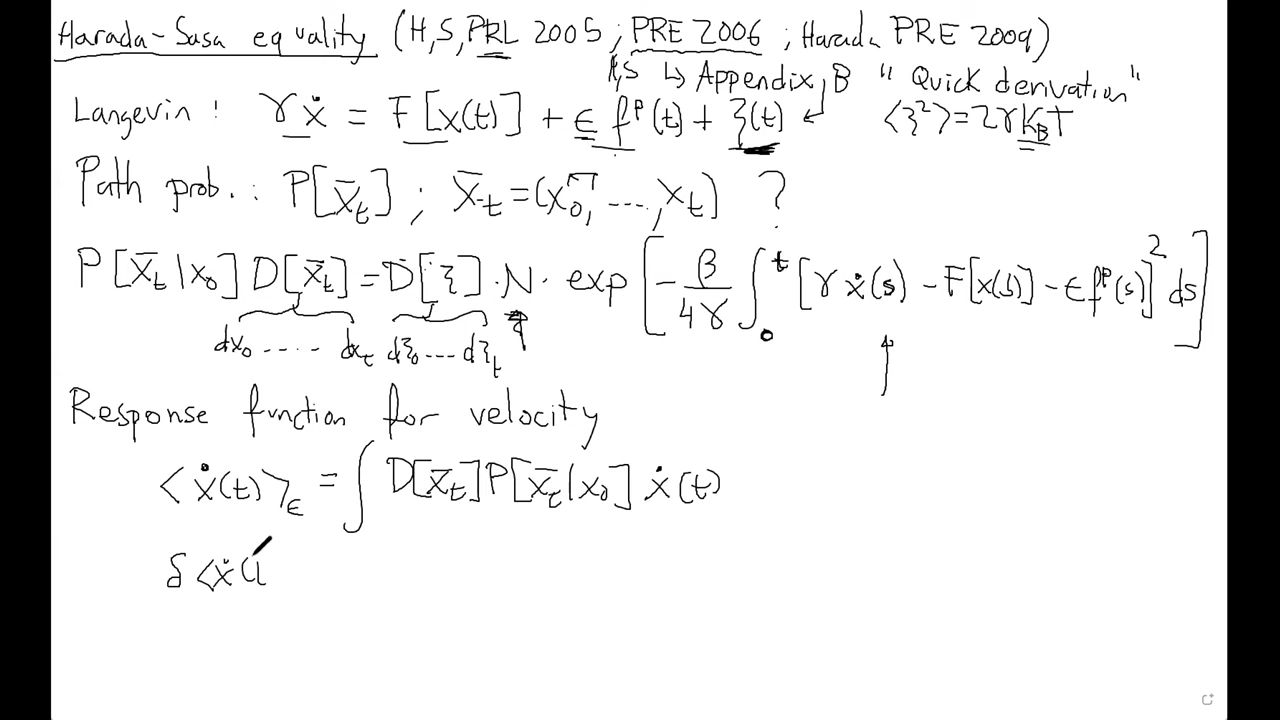 Harada-Sasa equality (H,S,PRL 2005 ; PRE 2006 ; Harada PRE 2009)
H,S ↳ Appendix B " Quick derivation "
Langevin : γẋ = F[x(t)] + ϵ fᵖ(t) + ξ(t) ⟨ξ²⟩=2γk_BT
Path prob. : P[x̄_t] ; x̄_t=(x_0, ...., x_t) ?
P[x̄_t|x_0] D[x̄_t] = D[ξ] · N · exp [ -β/4γ ∫_0^t [γẋ(s) - F[x(s)] - ϵfᵖ(s)]² ds ]
dx_0 ..... dx_t dξ_0 .... dξ_t
Response function for velocity
⟨ẋ(t)⟩_ϵ = ∫ D[x̄_t]P[x̄_t|x_0] ẋ(t)
δ⟨ẋ(